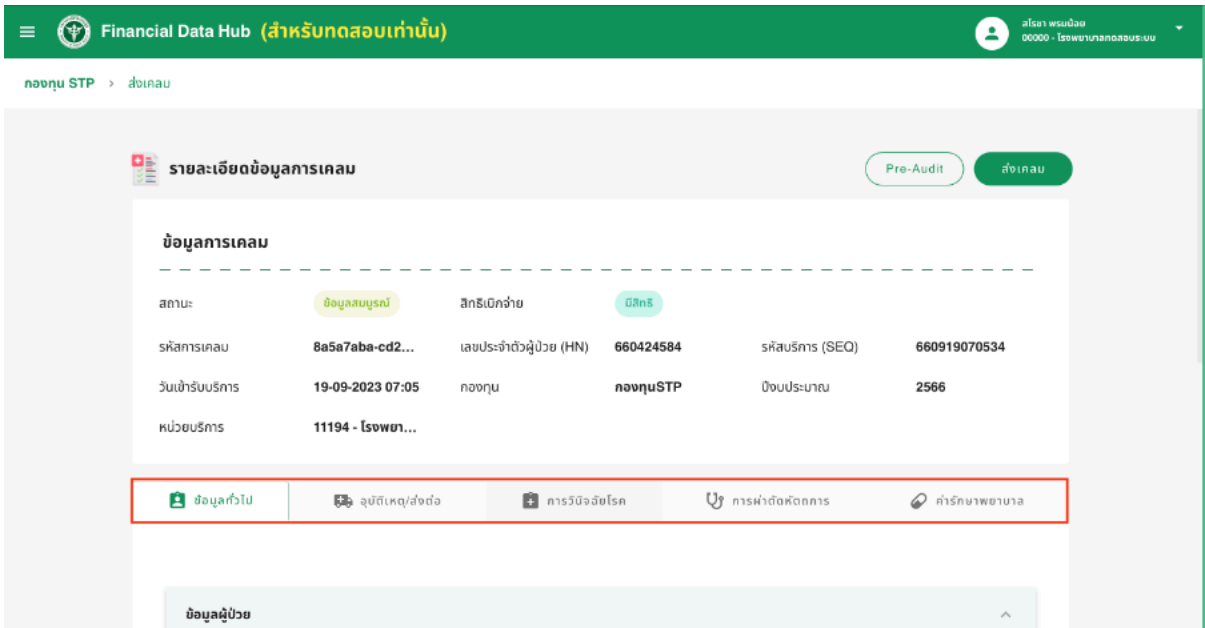 Financial Data Hub (สำหรับทดสอบเท่านั้น)
สโรชา พรมน้อย
00000 - โรงพยาบาลทดสอบระบบ
กองทุน STP > ส่งเคลม
รายละเอียดข้อมูลการเคลม
Pre-Audit ส่งเคลม
ข้อมูลการเคลม
สถานะ ข้อมูลสมบูรณ์ สิทธิเบิกจ่าย มีสิทธิ
รหัสการเคลม 8a5a7aba-cd2... เลขประจำตัวผู้ป่วย (HN) 660424584 รหัสบริการ (SEQ) 660919070534
วันเข้ารับบริการ 19-09-2023 07:05 กองทุน กองทุนSTP ปีงบประมาณ 2566
หน่วยบริการ 11194 - โรงพยา...
ข้อมูลทั่วไป อุบัติเหตุ/ส่งต่อ การวินิจฉัยโรค การผ่าตัดหัตถการ ค่ารักษาพยาบาล
ข้อมูลผู้ป่วย